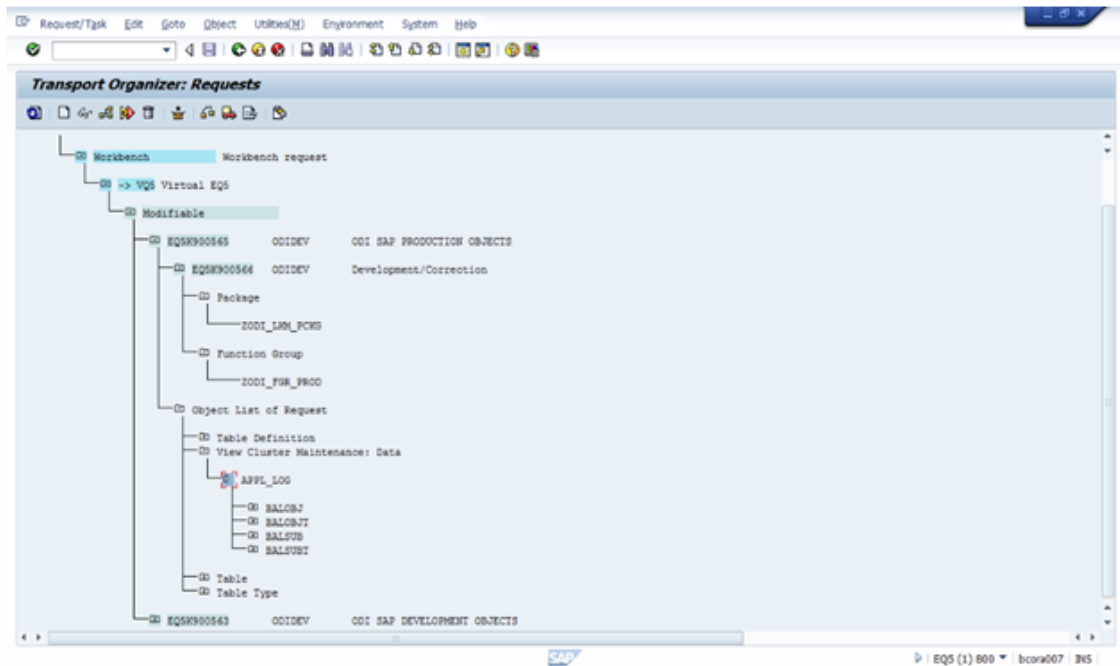 Request/Task Edit Goto Object Utilities(M) Environment System Help
Transport Organizer: Requests
Workbench Workbench request
-> VQ5 Virtual EQ5
Modifiable
EQ5K900565 ODIDEV ODI SAP PRODUCTION OBJECTS
EQ5K900564 ODIDEV Development/Correction
Package
ZODI_LKM_PCKG
Function Group
ZODI_FGR_PROD
Object List of Request
Table Definition
View Cluster Maintenance: Data
APPL_LOG
BALOBJ
BALOBJT
BALSUB
BALSUBT
Table
Table Type
EQ5K900563 ODIDEV ODI SAP DEVELOPMENT OBJECTS
SAP
EQ5 (1) 800 bcora007 INS